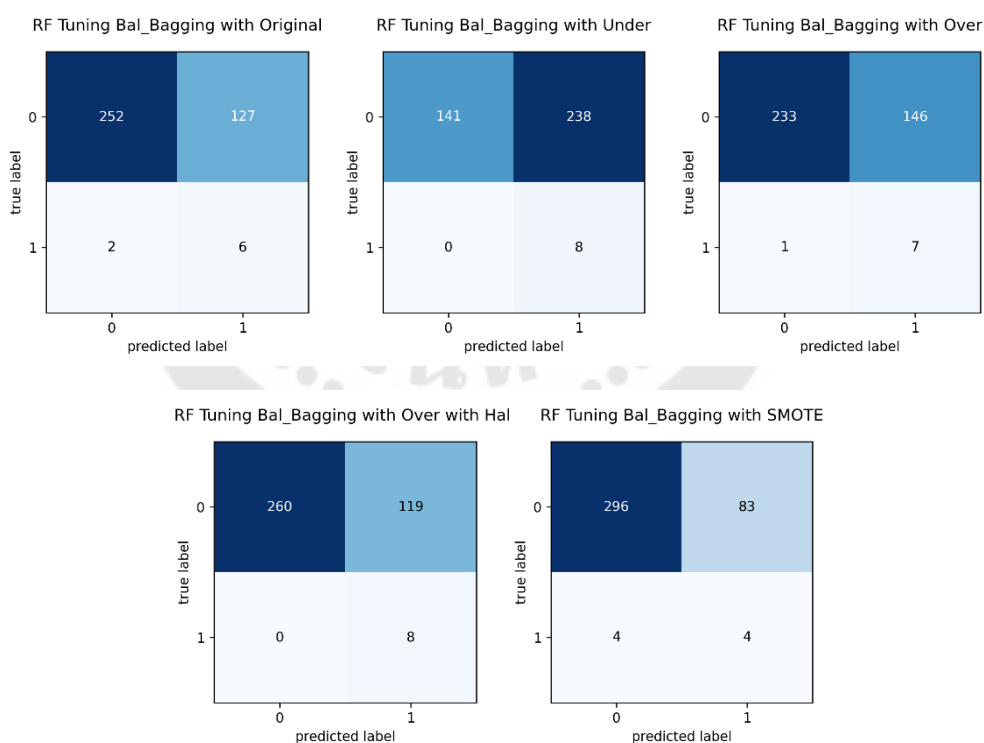 RF Tuning Bal_Bagging with Original
0
252
127
true label
1
2
6
0
1
predicted label
RF Tuning Bal_Bagging with Under
0
141
238
true label
1
0
8
0
1
predicted label
RF Tuning Bal_Bagging with Over
0
233
146
true label
1
1
7
0
1
predicted label
RF Tuning Bal_Bagging with Over with Hal
0
260
119
true label
1
0
8
0
1
predicted label
RF Tuning Bal_Bagging with SMOTE
0
296
83
true label
1
4
4
0
1
predicted label